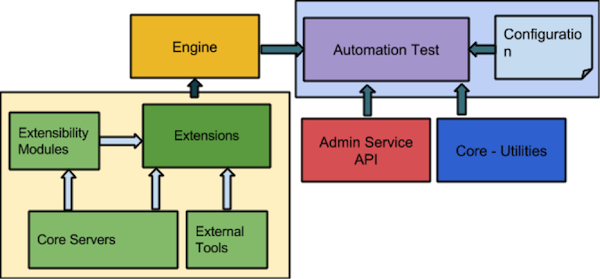 Engine
Automation Test
Configuratio
n
Extensibility
Modules
Extensions
Admin Service
API
Core - Utilities
Core Servers
External
Tools